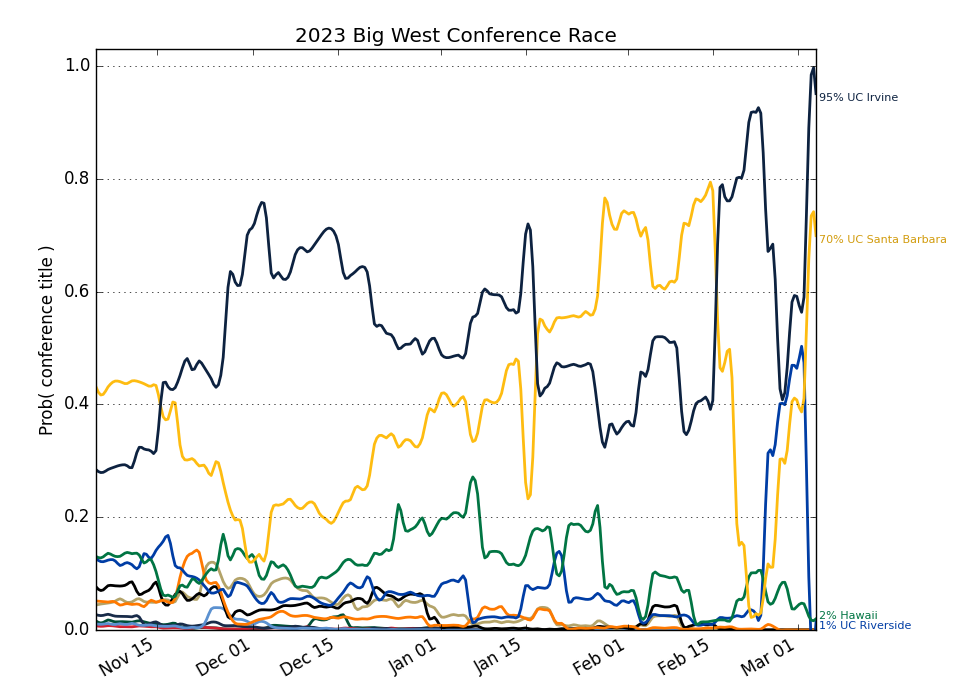 2023 Big West Conference Race
Prob( conference title )
1.0
0.8
0.6
0.4
0.2
0.0
95% UC Irvine
70% UC Santa Barbara
2% Hawaii
1% UC Riverside
Nov 15
Dec 01
Dec 15
Jan 01
Jan 15
Feb 01
Feb 15
Mar 01